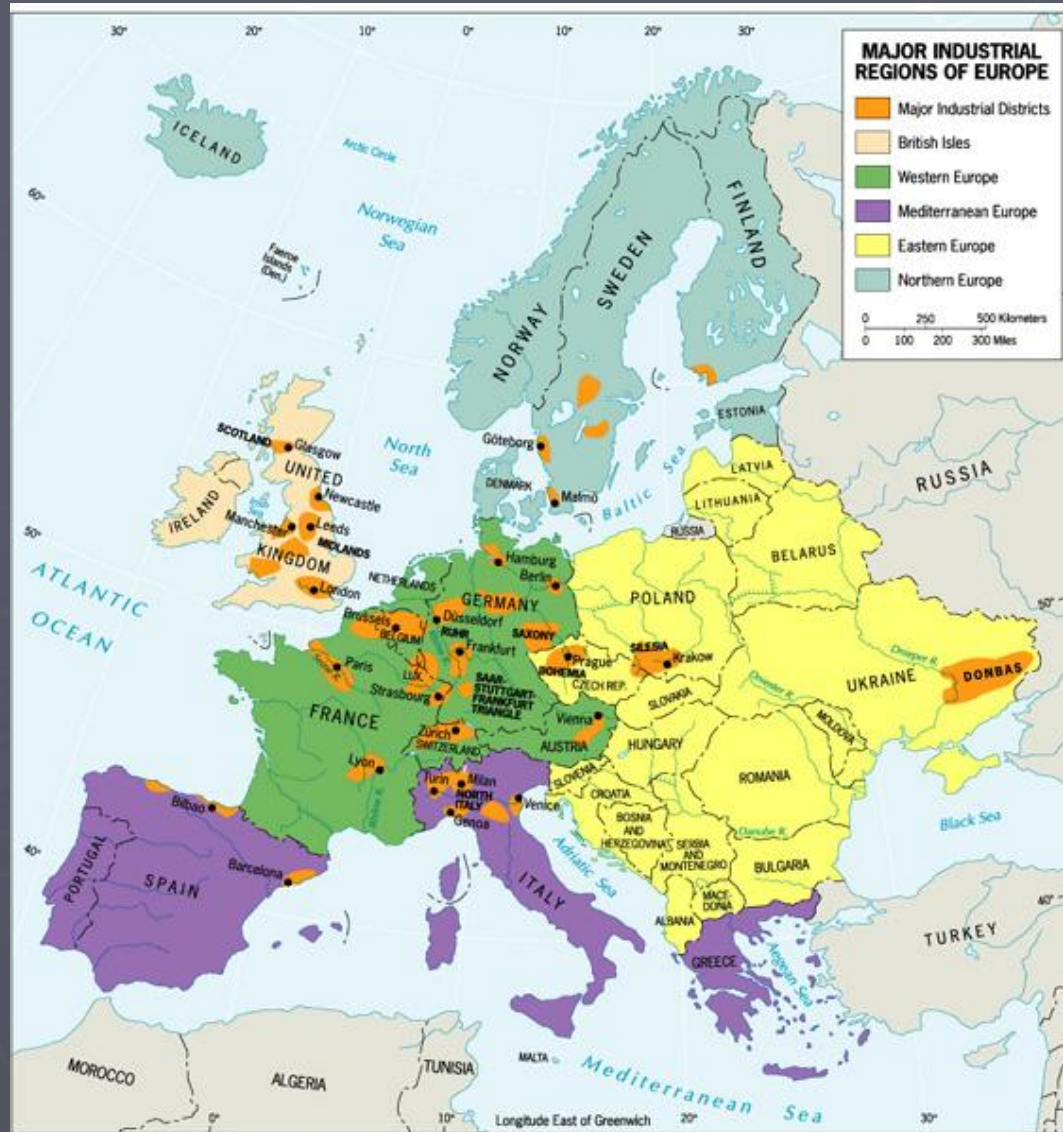 30°
20°
10°
0°
10°
20°
30°
MAJOR INDUSTRIAL
REGIONS OF EUROPE
Major Industrial Districts
British Isles
Western Europe
Mediterranean Europe
Eastern Europe
Northern Europe
0 250 500 Kilometers
0 100 200 300 Miles
ICELAND
Arctic Circle
60°
Norwegian
Sea
Faeroe
Islands
(Den.)
FINLAND
SWEDEN
NORWAY
ESTONIA
RUSSIA
SCOTLAND
Glasgow
North
Sea
Göteborg
Baltic Sea
LATVIA
UNITED
DENMARK
Malmö
LITHUANIA
Newcastle
IRELAND
RUSSIA
Manchester
Leeds
MIDLANDS
BELARUS
50°
KINGDOM
Hamburg
NETHERLANDS
Berlin
London
POLAND
ATLANTIC
OCEAN
GERMANY
50°
Brussels
Düsseldorf
BELGIUM
RUHR
SAXONY
SILESIA
Dnieper R.
Frankfurt
Prague
Krakow
Paris
BOHEMIA
DONBAS
LUX.
CZECH REP.
UKRAINE
SAAR-
STUTTGART-
FRANKFURT
TRIANGLE
Strasbourg
SLOVAKIA
FRANCE
Vienna
MOLDOVA
Zürich
SWITZERLAND
AUSTRIA
HUNGARY
Lyon
SLOVENIA
ROMANIA
Turin
Milan
CROATIA
NORTH
ITALY
Venice
Bilbao
Genoa
BOSNIA
AND
HERZEGOVINA
SERBIA
AND
MONTENEGRO
Danube R.
Black Sea
40°
Adriatic Sea
BULGARIA
Barcelona
PORTUGAL
SPAIN
ITALY
MACE-
DONIA
40°
ALBANIA
TURKEY
GREECE
Aegean Sea
MALTA
Mediterranean Sea
MOROCCO
ALGERIA
TUNISIA
0°
10°
Longitude East of Greenwich
20°
30°